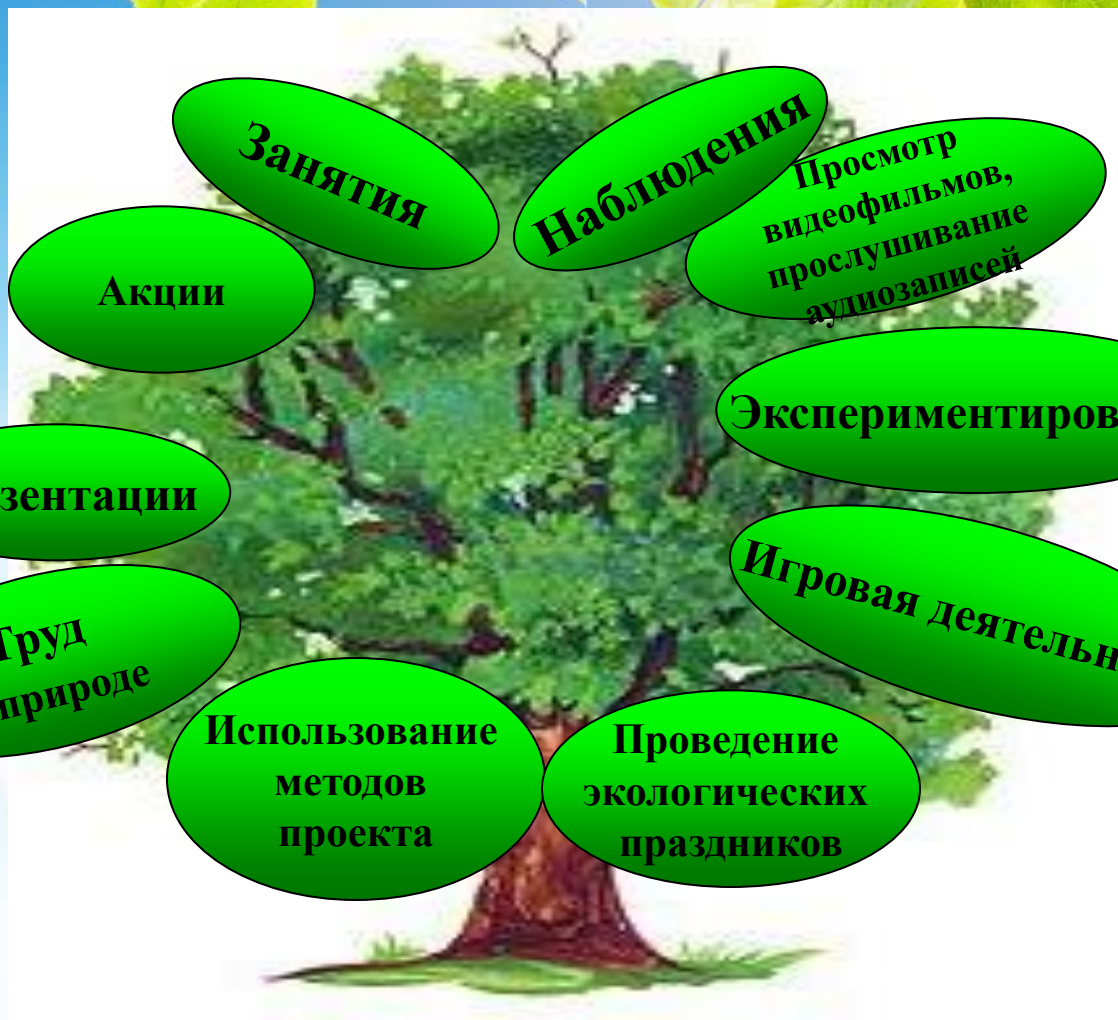 Занятия
Наблюдения
Просмотр
видеофильмов,
прослушивание
аудиозаписей
Акции
Экспериментиров
зентации
Игровая деятельн
Труд
природе
Использование
методов
проекта
Проведение
экологических
праздников